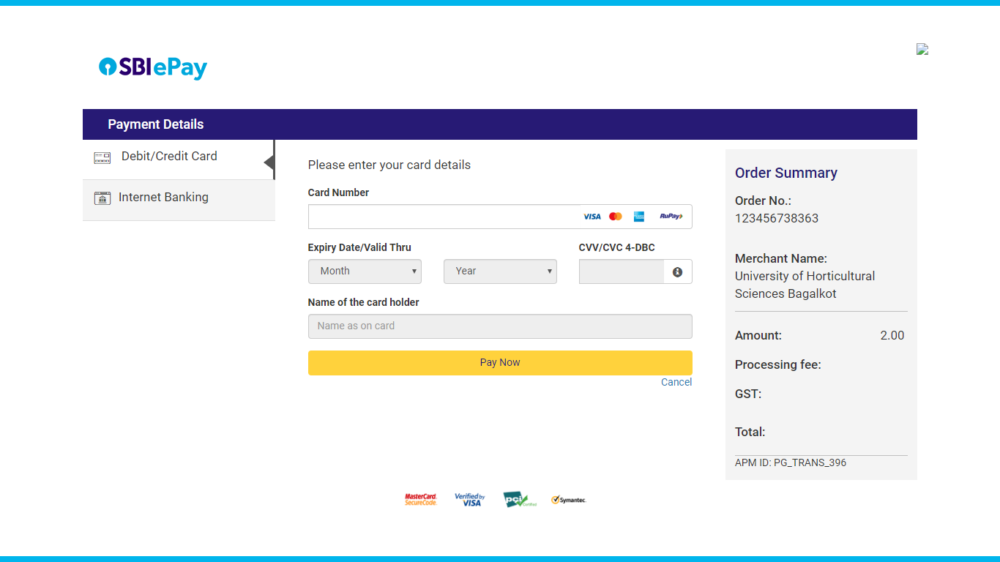 SBI ePay
Payment Details
Debit/Credit Card
Internet Banking
Please enter your card details
Card Number
VISA RuPay
Expiry Date/Valid Thru
CVV/CVC 4-DBC
Month
Year
Name of the card holder
Name as on card
Pay Now
Cancel
Order Summary
Order No.:
123456738363
Merchant Name:
University of Horticultural
Sciences Bagalkot
Amount: 2.00
Processing fee:
GST:
Total:
APM ID: PG_TRANS_396
MasterCard.
SecureCode.
Verified by
VISA
pci
Certified
Symantec.